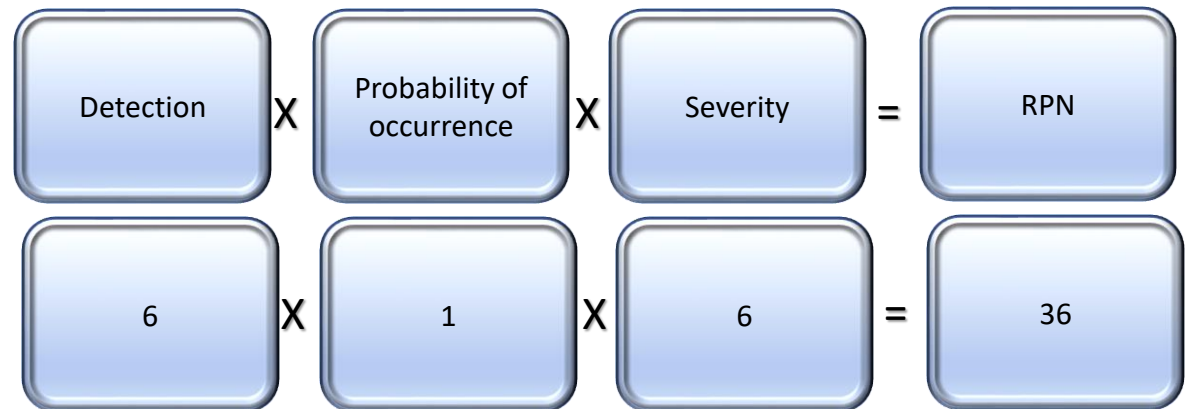 Detection X Probability of occurrence X Severity = RPN
6 X 1 X 6 = 36